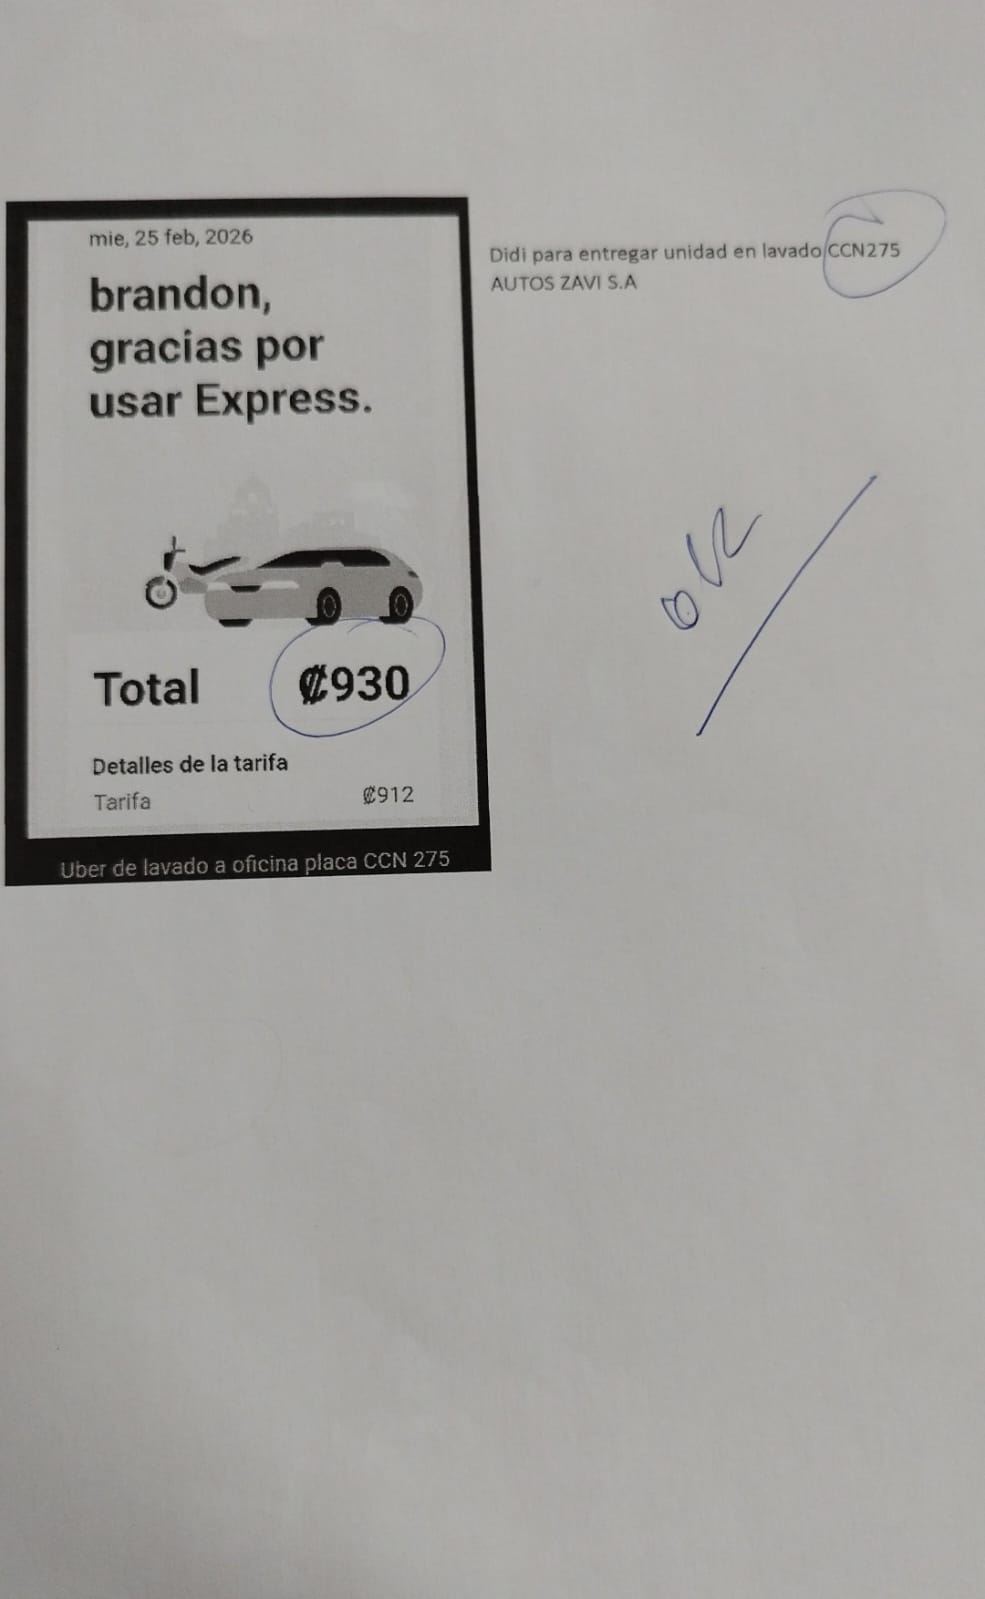 mie, 25 feb, 2026
brandon,
gracias por
usar Express.
Total ₡930
Detalles de la tarifa
Tarifa ₡912
Uber de lavado a oficina placa CCN 275
Didi para entregar unidad en lavado CCN275
AUTOS ZAVI S.A
ok